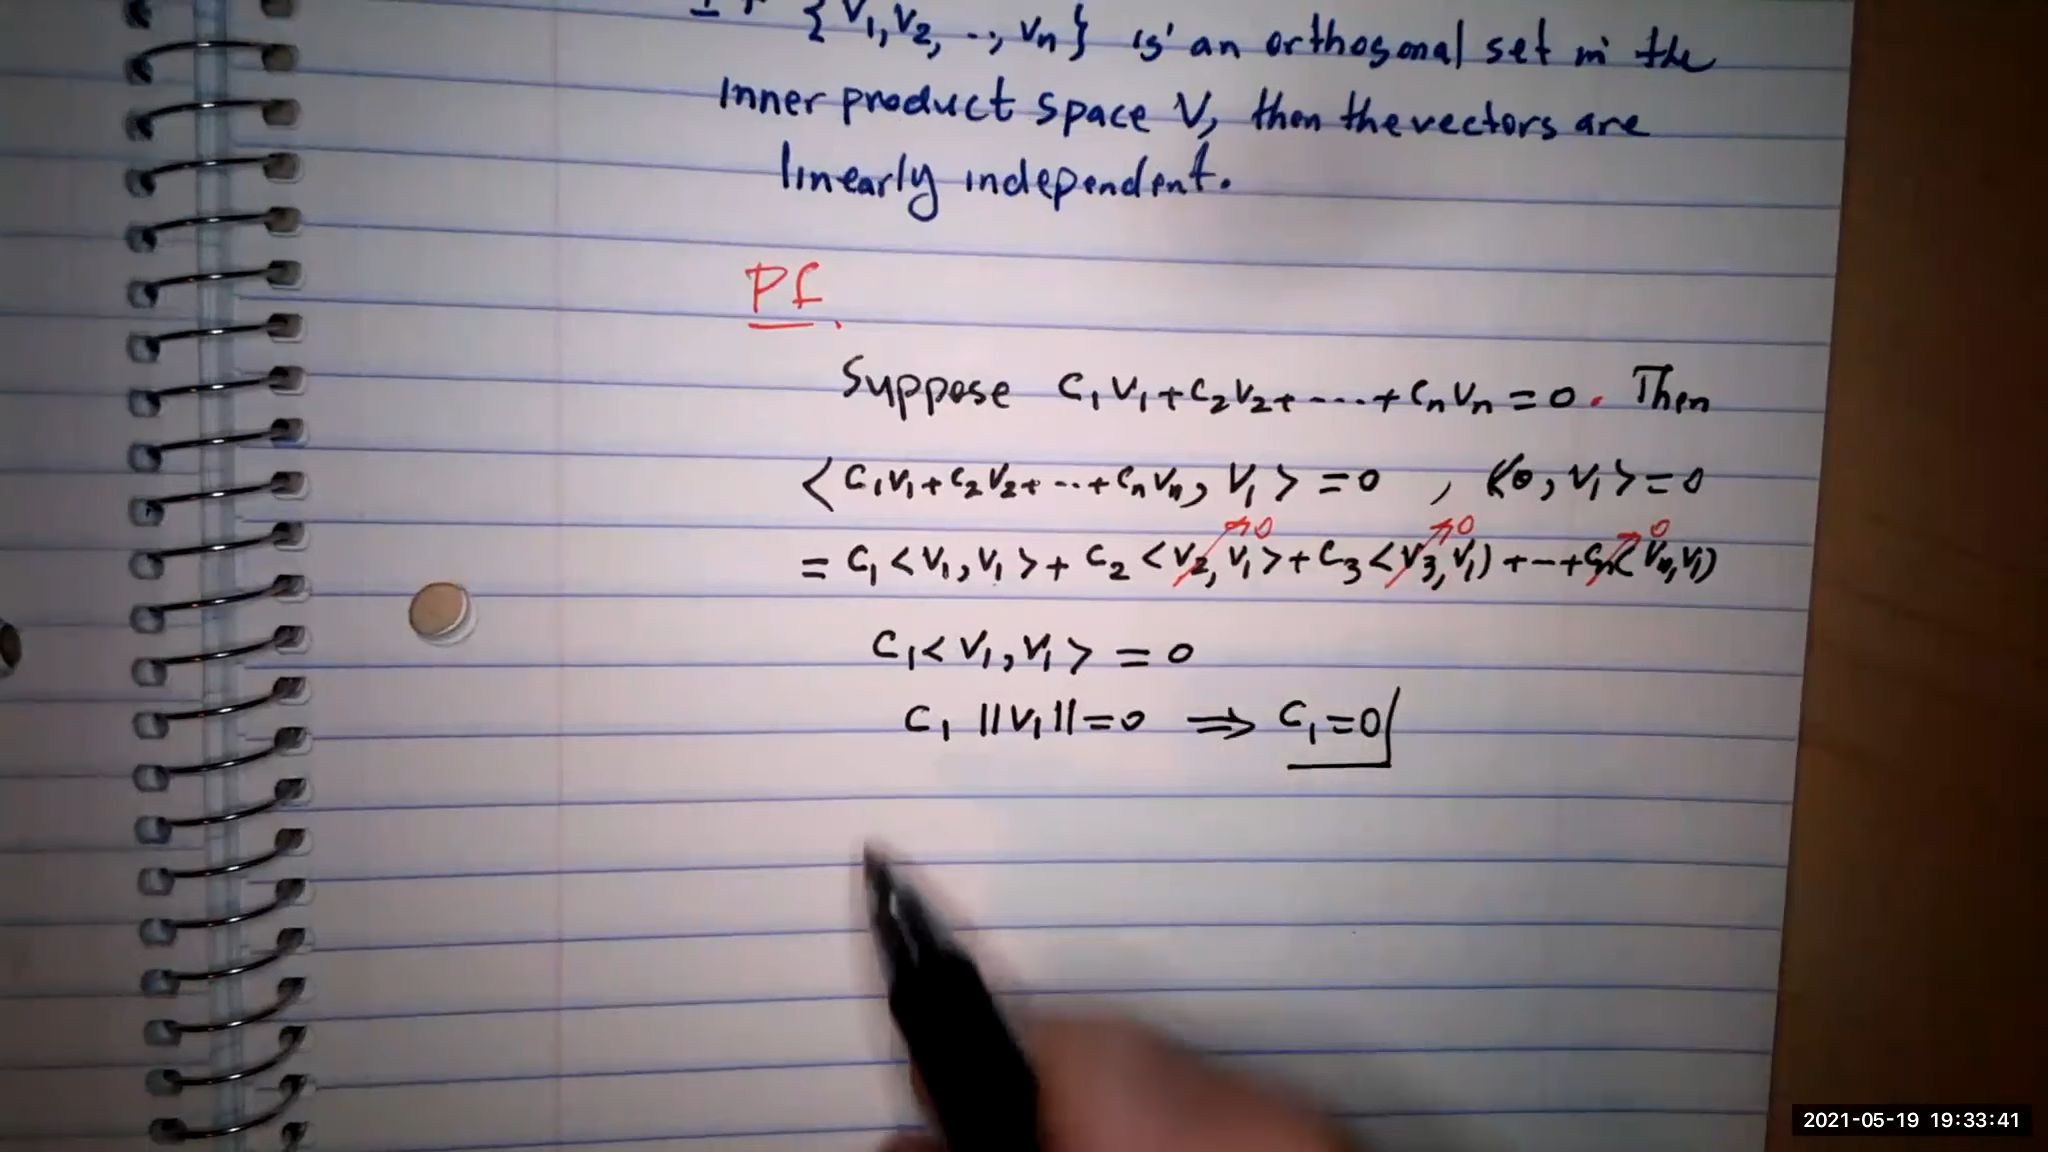 If {V₁, V₂, .., Vn} is an orthogonal set in the
Inner product space V, then the vectors are
linearly independent.
Pf.
Suppose C₁V₁+C₂V₂+----+CnVn=0. Then
<C₁V₁+C₂V₂+--+CnVn, V₁>=0 , <0, V₁>=0
0 0 0
= C₁<V₁, V₁>+ C₂<V₂, V₁>+C₃<V₃, V₁)+--+Cn<Vn, V₁)
C₁<V₁, V₁> = 0
C₁ ||V₁||=0 ⇒ C₁=0
2021-05-19 19:33:41